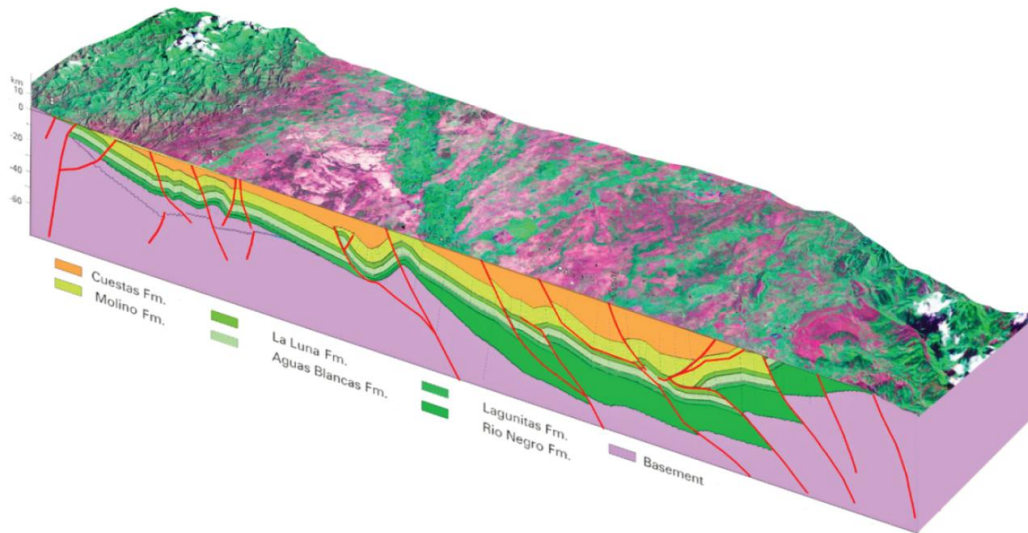 km
10
0
-20
-40
-60
Cuestas Fm.
Molino Fm.
La Luna Fm.
Aguas Blancas Fm.
Lagunitas Fm.
Rio Negro Fm.
Basement